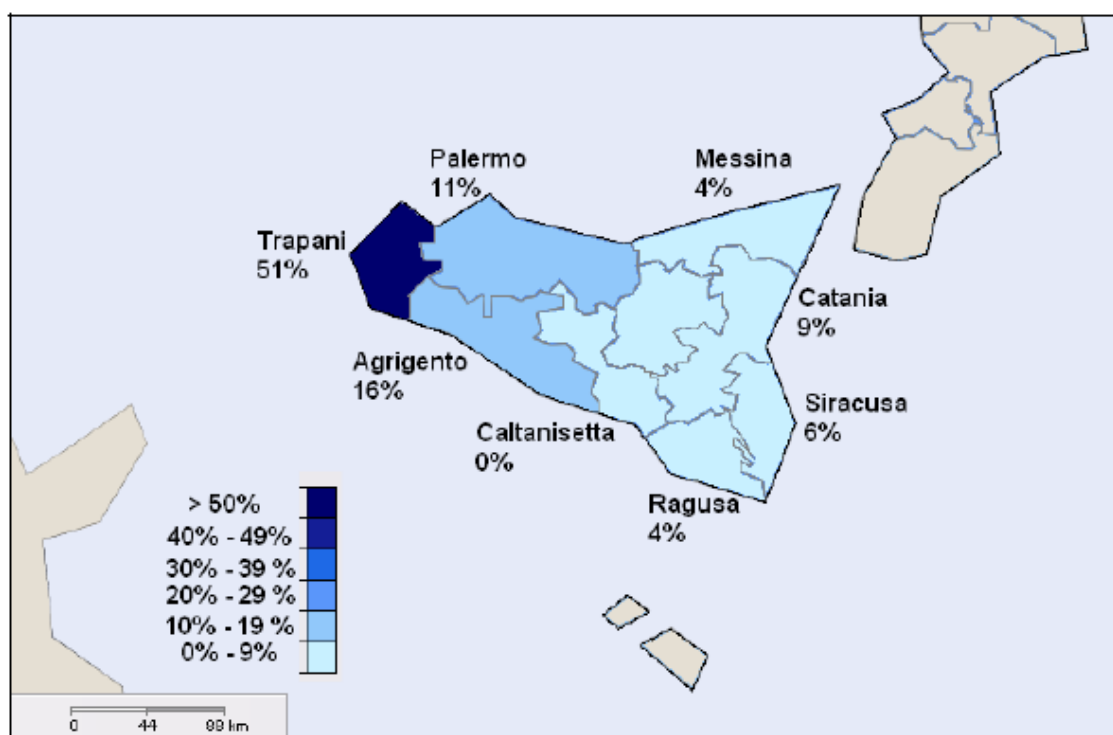 Palermo
11%
Messina
4%
Trapani
51%
Catania
9%
Agrigento
16%
Siracusa
6%
Caltanisetta
0%
Ragusa
4%
> 50%
40% - 49%
30% - 39 %
20% - 29 %
10% - 19 %
0% - 9%
0 44 88 km